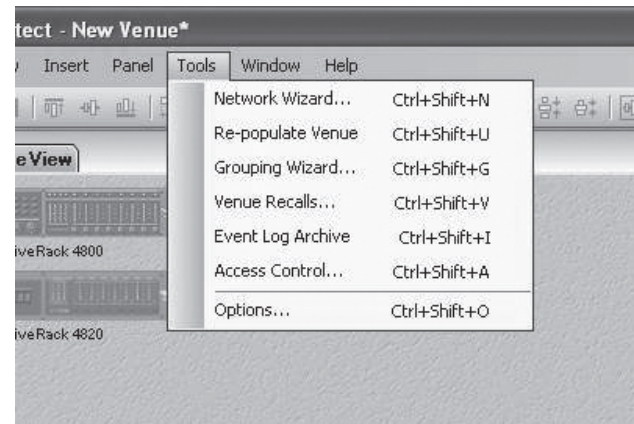 tect - New Venue*
Insert Panel Tools Window Help
Network Wizard... Ctrl+Shift+N
Re-populate Venue Ctrl+Shift+U
Grouping Wizard... Ctrl+Shift+G
Venue Recalls... Ctrl+Shift+V
Event Log Archive Ctrl+Shift+I
Access Control... Ctrl+Shift+A
Options... Ctrl+Shift+O
e View
iveRack 4800
iveRack 4820